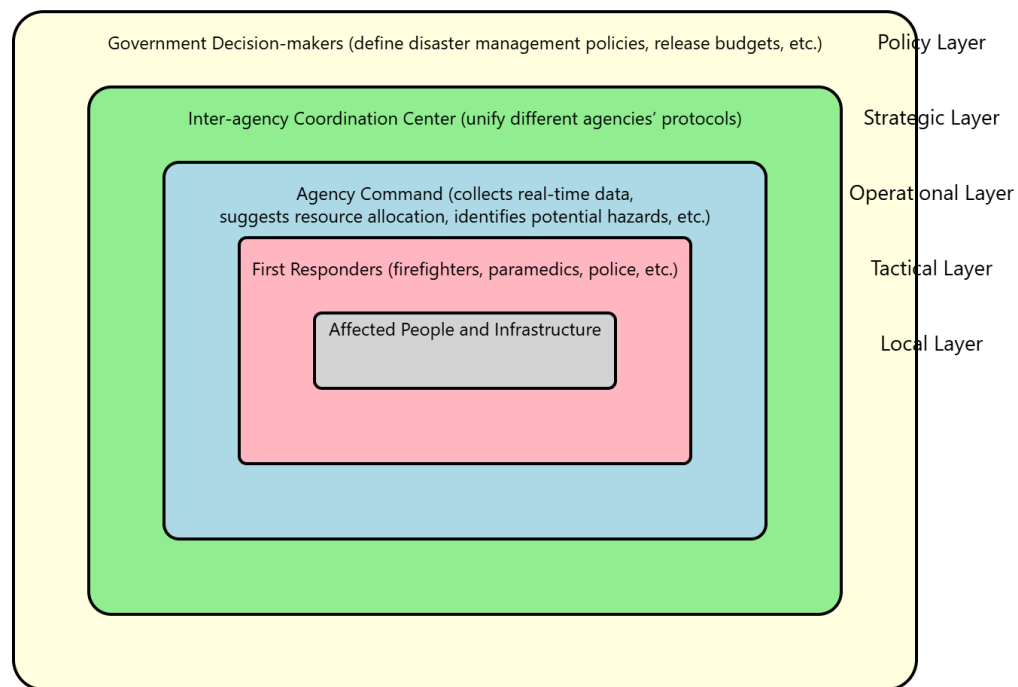 Government Decision-makers (define disaster management policies, release budgets, etc.)
Policy Layer
Inter-agency Coordination Center (unify different agencies’ protocols)
Strategic Layer
Agency Command (collects real-time data,
suggests resource allocation, identifies potential hazards, etc.)
Operational Layer
First Responders (firefighters, paramedics, police, etc.)
Tactical Layer
Affected People and Infrastructure
Local Layer